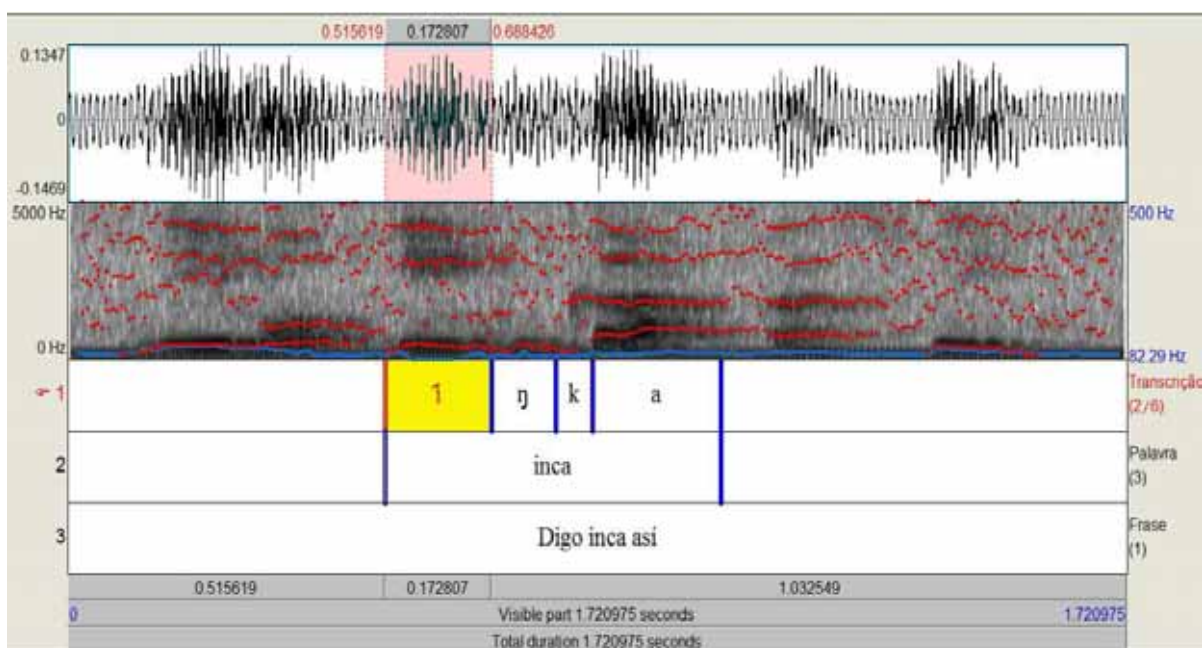 0.515619 0.172807 0.688426
0.1347
0
-0.1469
5000 Hz 500 Hz
0 Hz 82.29 Hz
1 ĩ ŋ k a Transcrição (2/6)
2 inca Palavra (3)
3 Digo inca así Frase (1)
0.515619 0.172807 1.032549
0 Visible part 1.720975 seconds 1.720975
Total duration 1.720975 seconds